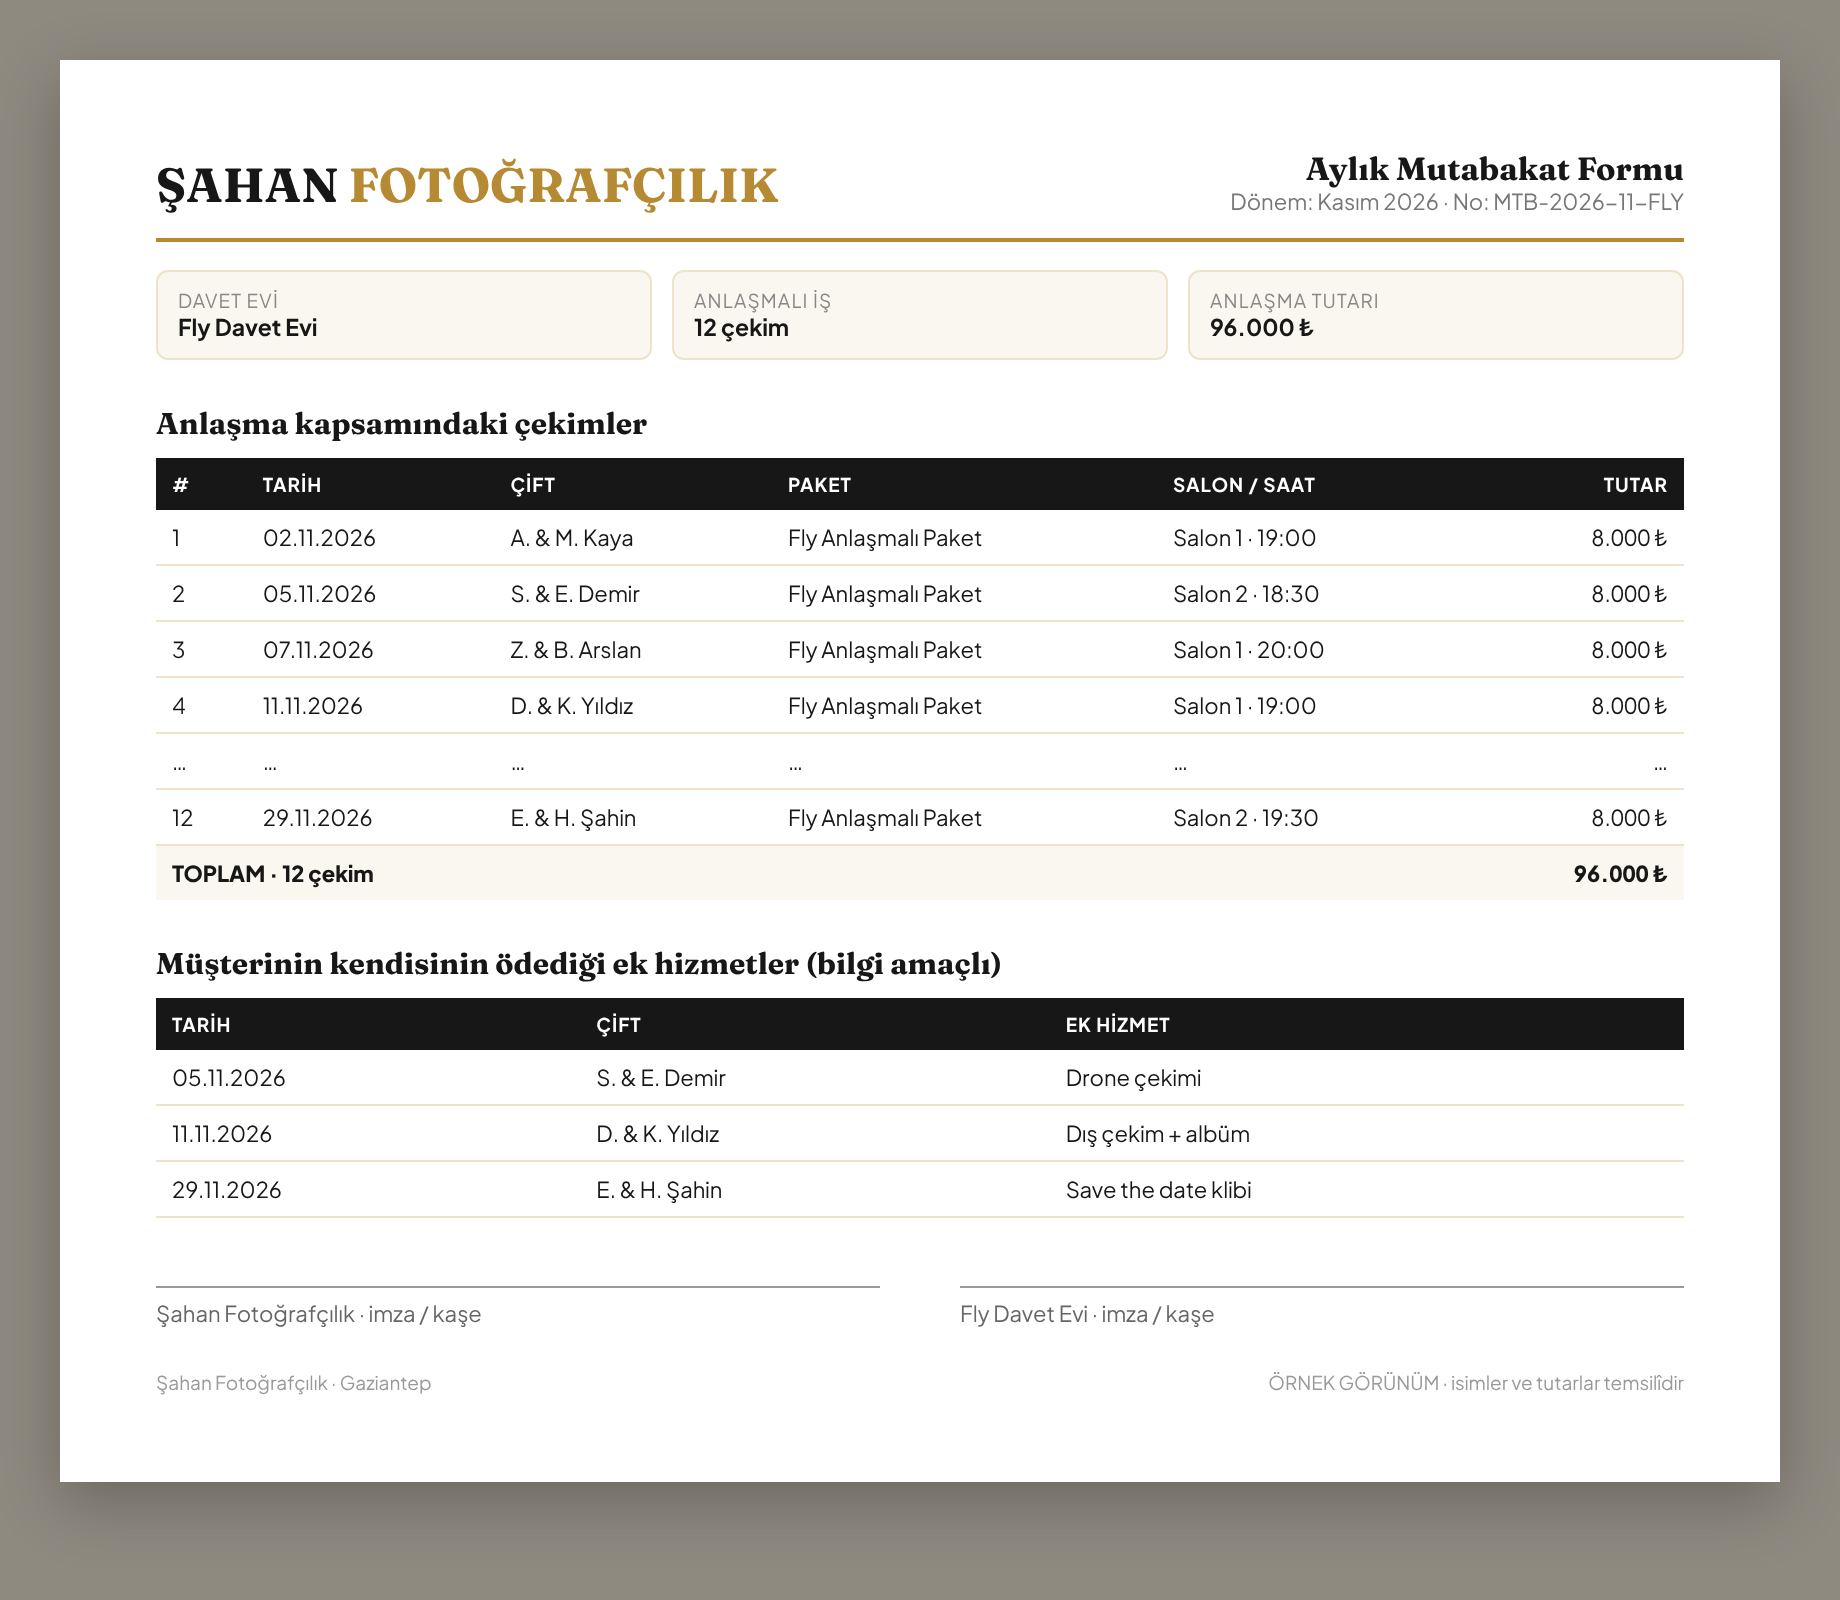 ŞAHAN FOTOĞRAFÇILIK
Aylık Mutabakat Formu
Dönem: Kasım 2026 · No: MTB-2026-11-FLY
DAVET EVİ
Fly Davet Evi
ANLAŞMALI İŞ
12 çekim
ANLAŞMA TUTARI
96.000 ₺
Anlaşma kapsamındaki çekimler
# TARİH ÇİFT PAKET SALON / SAAT TUTAR
1 02.11.2026 A. & M. Kaya Fly Anlaşmalı Paket Salon 1 · 19:00 8.000 ₺
2 05.11.2026 S. & E. Demir Fly Anlaşmalı Paket Salon 2 · 18:30 8.000 ₺
3 07.11.2026 Z. & B. Arslan Fly Anlaşmalı Paket Salon 1 · 20:00 8.000 ₺
4 11.11.2026 D. & K. Yıldız Fly Anlaşmalı Paket Salon 1 · 19:00 8.000 ₺
... ... ... ... ... ...
12 29.11.2026 E. & H. Şahin Fly Anlaşmalı Paket Salon 2 · 19:30 8.000 ₺
TOPLAM · 12 çekim 96.000 ₺
Müşterinin kendisinin ödediği ek hizmetler (bilgi amaçlı)
TARİH ÇİFT EK HİZMET
05.11.2026 S. & E. Demir Drone çekimi
11.11.2026 D. & K. Yıldız Dış çekim + albüm
29.11.2026 E. & H. Şahin Save the date klibi
Şahan Fotoğrafçılık · imza / kaşe
Fly Davet Evi · imza / kaşe
Şahan Fotoğrafçılık · Gaziantep
ÖRNEK GÖRÜNÜM · isimler ve tutarlar temsilîdir